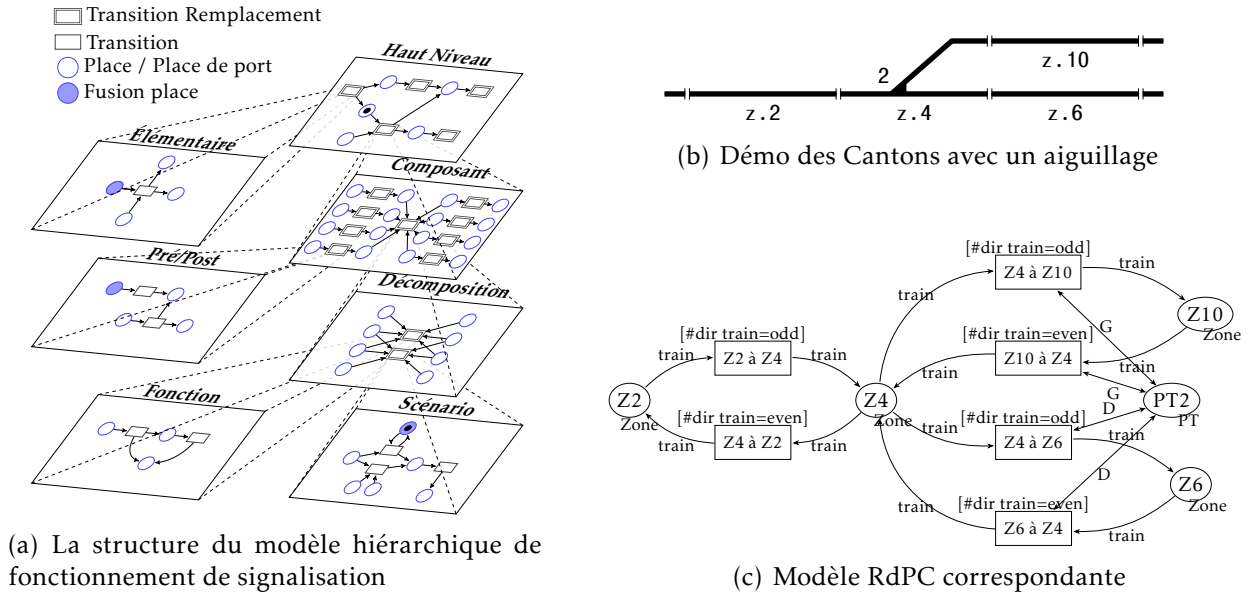 Transition Remplacement
Transition
Place / Place de port
Fusion place
Haut Niveau
Elémentaire
Composant
Pré/Post
Décomposition
Fonction
Scénario
(a) La structure du modèle hiérarchique de
fonctionnement de signalisation
2
z.10
z.2
z.4
z.6
(b) Démo des Cantons avec un aiguillage
[#dir train=odd]
Z4 à Z10
train
train
Z10
Zone
G
[#dir train=even]
Z10 à Z4
train
train
[#dir train=odd]
Z2 à Z4
train
train
Z2
Zone
Z4
Zone
G
D
PT2
PT
[#dir train=even]
Z4 à Z2
train
train
[#dir train=odd]
Z4 à Z6
train
train
D
Z6
Zone
[#dir train=even]
Z6 à Z4
train
train
(c) Modèle RdPC correspondante